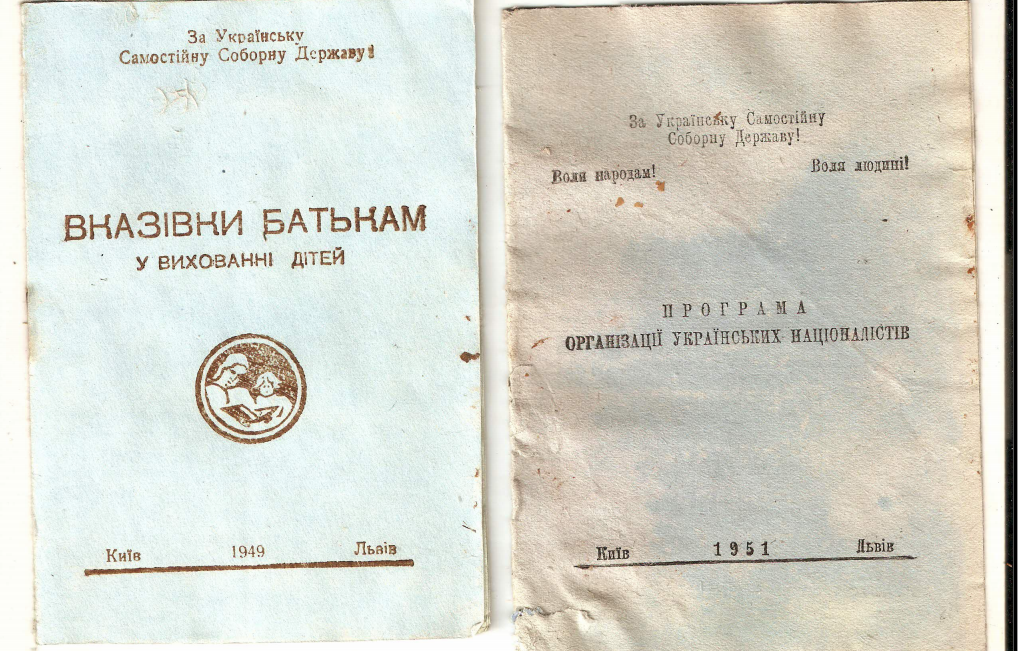 За Українську
Самостійну Соборну Державу!
ВКАЗІВКИ БАТЬКАМ
У ВИХОВАННІ ДІТЕЙ
Київ 1949 Львів
За Українську Самостійну
Соборну Державу!
Воля народам! Воля людині!
ПРОГРАМА
ОРГАНІЗАЦІЇ УКРАЇНСЬКИХ НАЦІОНАЛІСТІВ
Київ 1951 Львів